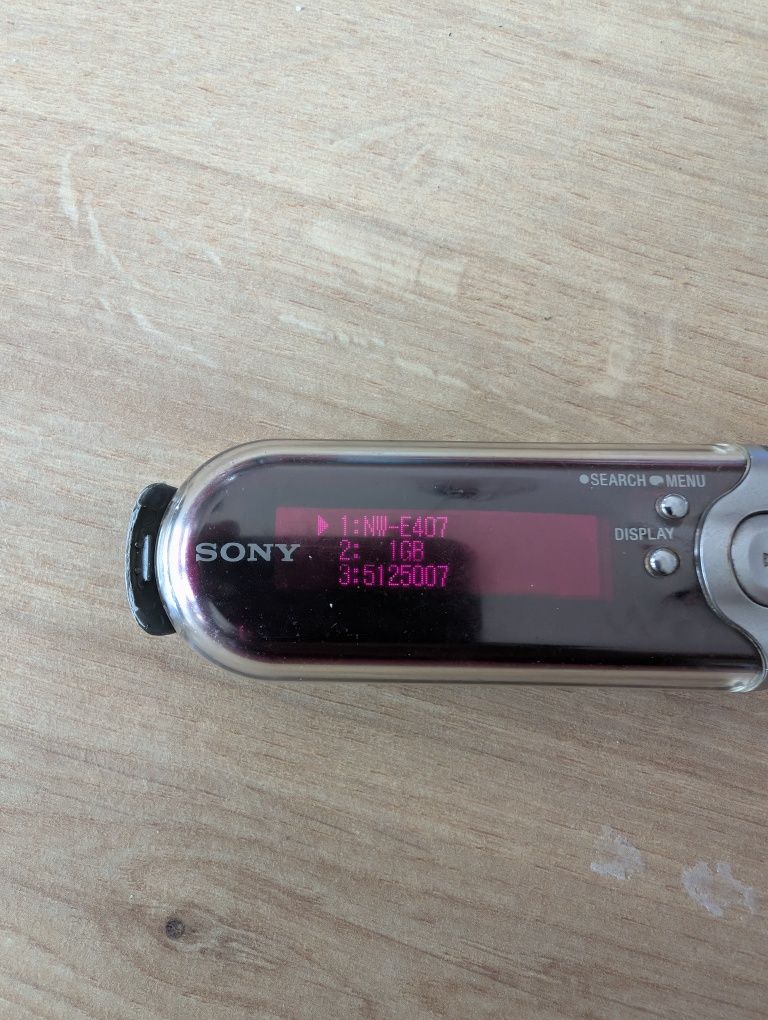 ●SEARCH ⬬MENU
DISPLAY
SONY
▶1:NW-E407
2: 1GB
3:5125007